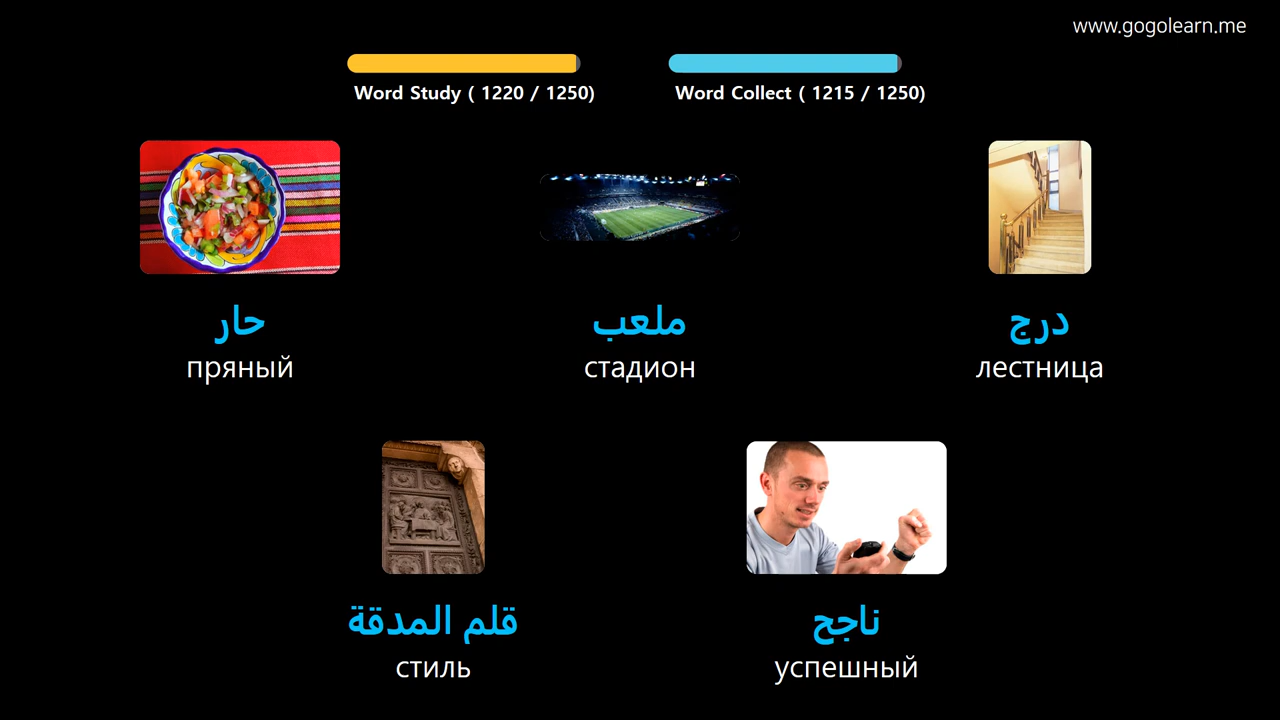 www.gogolearn.me
Word Study ( 1220 / 1250)
Word Collect ( 1215 / 1250)
حار
пряный
ملعب
стадион
درج
лестница
قلم المدقة
стиль
ناجح
успешный